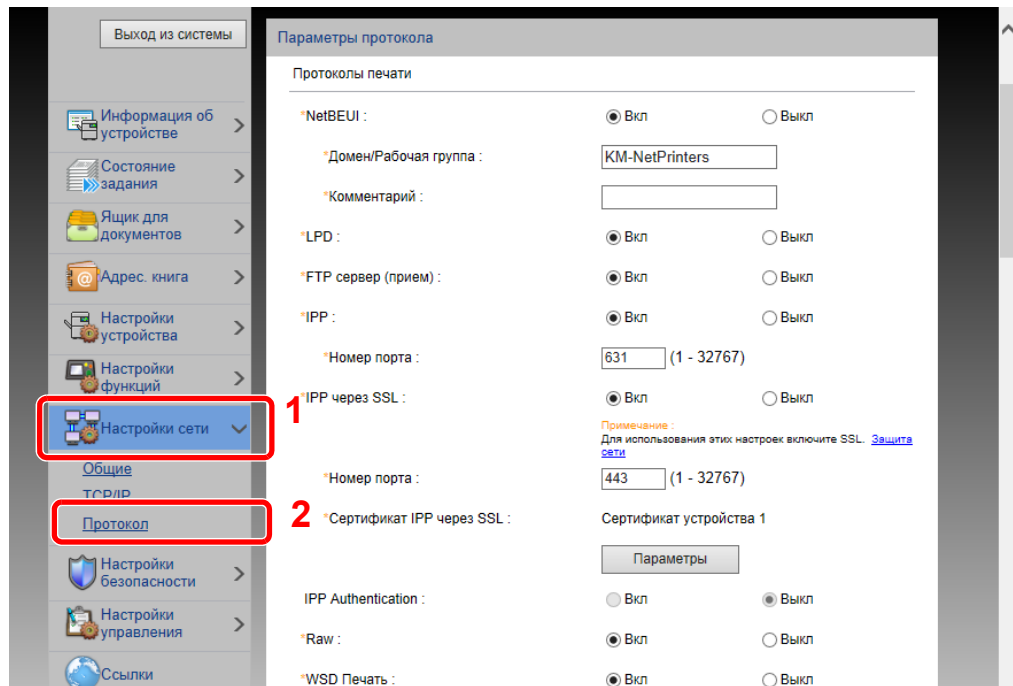 Выход из системы
Информация об
устройстве
Состояние
задания
Ящик для
документов
Адрес. книга
Настройки
устройства
Настройки
функций
Настройки сети
1
Общие
TCP/IP
Протокол
2
Настройки
безопасности
Настройки
управления
Ссылки
Параметры протокола
Протоколы печати
*NetBEUI : Вкл Выкл
*Домен/Рабочая группа : KM-NetPrinters
*Комментарий :
*LPD : Вкл Выкл
*FTP сервер (прием) : Вкл Выкл
*IPP : Вкл Выкл
*Номер порта : 631 (1 - 32767)
*IPP через SSL : Вкл Выкл
Примечание :
Для использования этих настроек включите SSL. Защита
сети
*Номер порта : 443 (1 - 32767)
*Сертификат IPP через SSL : Сертификат устройства 1
Параметры
IPP Authentication : Вкл Выкл
*Raw : Вкл Выкл
*WSD Печать : Вкл Выкл